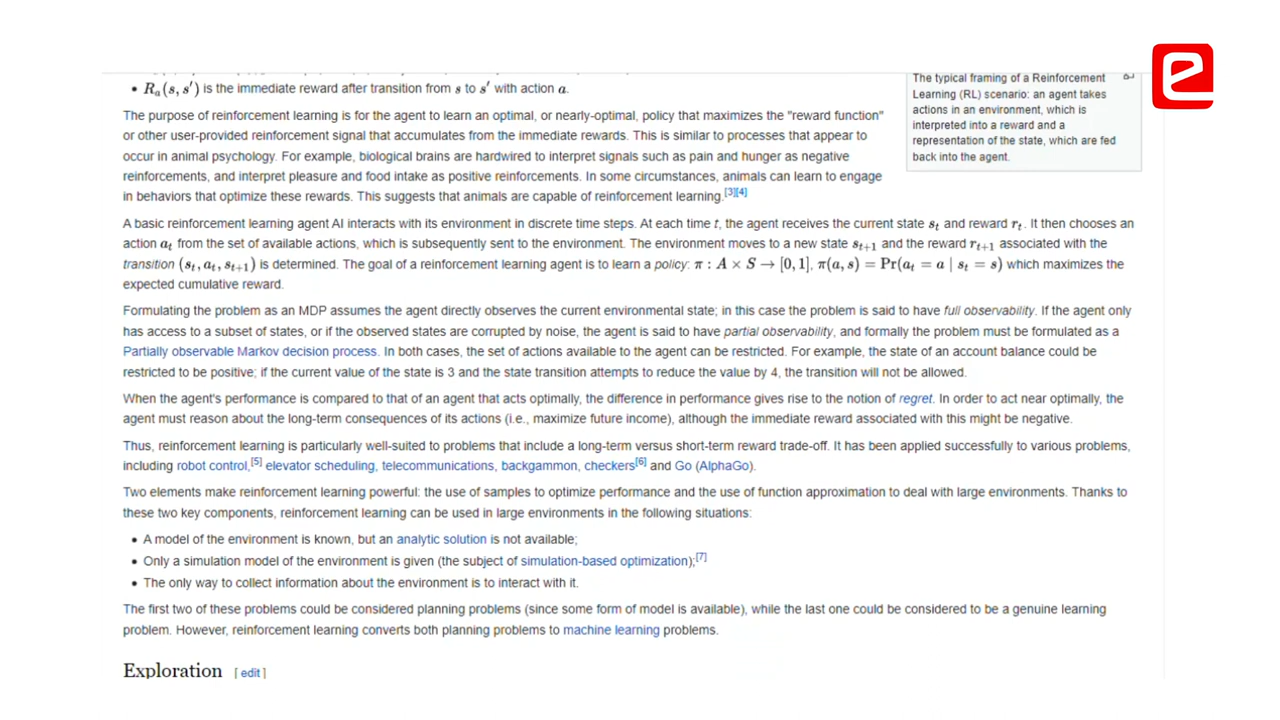 • Rₐ(s, s′) is the immediate reward after transition from s to s′ with action a.
The purpose of reinforcement learning is for the agent to learn an optimal, or nearly-optimal, policy that maximizes the "reward function"
or other user-provided reinforcement signal that accumulates from the immediate rewards. This is similar to processes that appear to
occur in animal psychology. For example, biological brains are hardwired to interpret signals such as pain and hunger as negative
reinforcements, and interpret pleasure and food intake as positive reinforcements. In some circumstances, animals can learn to engage
in behaviors that optimize these rewards. This suggests that animals are capable of reinforcement learning.[3][4]
The typical framing of a Reinforcement
Learning (RL) scenario: an agent takes
actions in an environment, which is
interpreted into a reward and a
representation of the state, which are fed
back into the agent.
A basic reinforcement learning agent AI interacts with its environment in discrete time steps. At each time t, the agent receives the current state sₜ and reward rₜ. It then chooses an
action aₜ from the set of available actions, which is subsequently sent to the environment. The environment moves to a new state sₜ₊₁ and the reward rₜ₊₁ associated with the
transition (sₜ, aₜ, sₜ₊₁) is determined. The goal of a reinforcement learning agent is to learn a policy: π : A × S → [0, 1], π(a, s) = Pr(aₜ = a | sₜ = s) which maximizes the
expected cumulative reward.
Formulating the problem as an MDP assumes the agent directly observes the current environmental state; in this case the problem is said to have full observability. If the agent only
has access to a subset of states, or if the observed states are corrupted by noise, the agent is said to have partial observability, and formally the problem must be formulated as a
Partially observable Markov decision process. In both cases, the set of actions available to the agent can be restricted. For example, the state of an account balance could be
restricted to be positive; if the current value of the state is 3 and the state transition attempts to reduce the value by 4, the transition will not be allowed.
When the agent's performance is compared to that of an agent that acts optimally, the difference in performance gives rise to the notion of regret. In order to act near optimally, the
agent must reason about the long-term consequences of its actions (i.e., maximize future income), although the immediate reward associated with this might be negative.
Thus, reinforcement learning is particularly well-suited to problems that include a long-term versus short-term reward trade-off. It has been applied successfully to various problems,
including robot control,[5] elevator scheduling, telecommunications, backgammon, checkers[6] and Go (AlphaGo).
Two elements make reinforcement learning powerful: the use of samples to optimize performance and the use of function approximation to deal with large environments. Thanks to
these two key components, reinforcement learning can be used in large environments in the following situations:
• A model of the environment is known, but an analytic solution is not available;
• Only a simulation model of the environment is given (the subject of simulation-based optimization);[7]
• The only way to collect information about the environment is to interact with it.
The first two of these problems could be considered planning problems (since some form of model is available), while the last one could be considered to be a genuine learning
problem. However, reinforcement learning converts both planning problems to machine learning problems.
Exploration [ edit ]